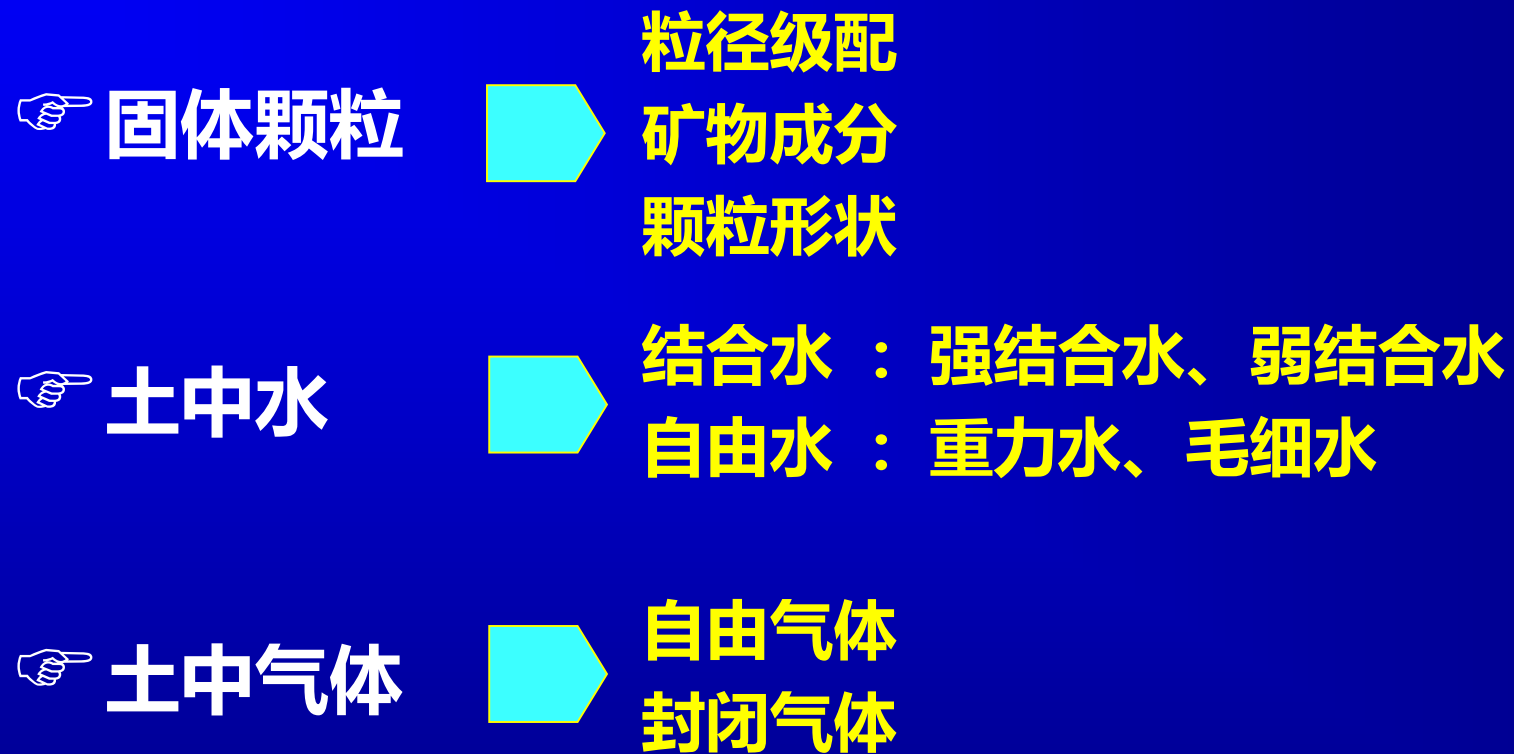 固体颗粒
粒径级配
矿物成分
颗粒形状
土中水
结合水 ： 强结合水、弱结合水
自由水 ： 重力水、毛细水
土中气体
自由气体
封闭气体